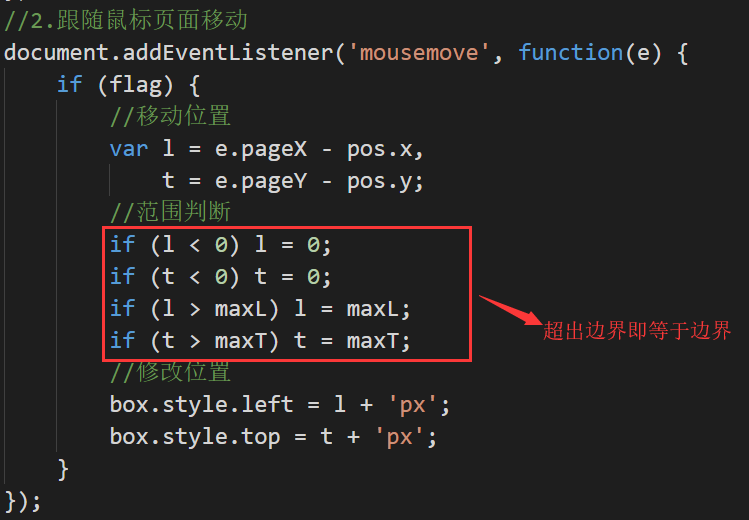 //2.跟随鼠标页面移动
document.addEventListener('mousemove', function(e) {
if (flag) {
//移动位置
var l = e.pageX - pos.x,
t = e.pageY - pos.y;
//范围判断
if (l < 0) l = 0;
if (t < 0) t = 0;
if (l > maxL) l = maxL;
if (t > maxT) t = maxT;
超出边界即等于边界
//修改位置
box.style.left = l + 'px';
box.style.top = t + 'px';
}
});